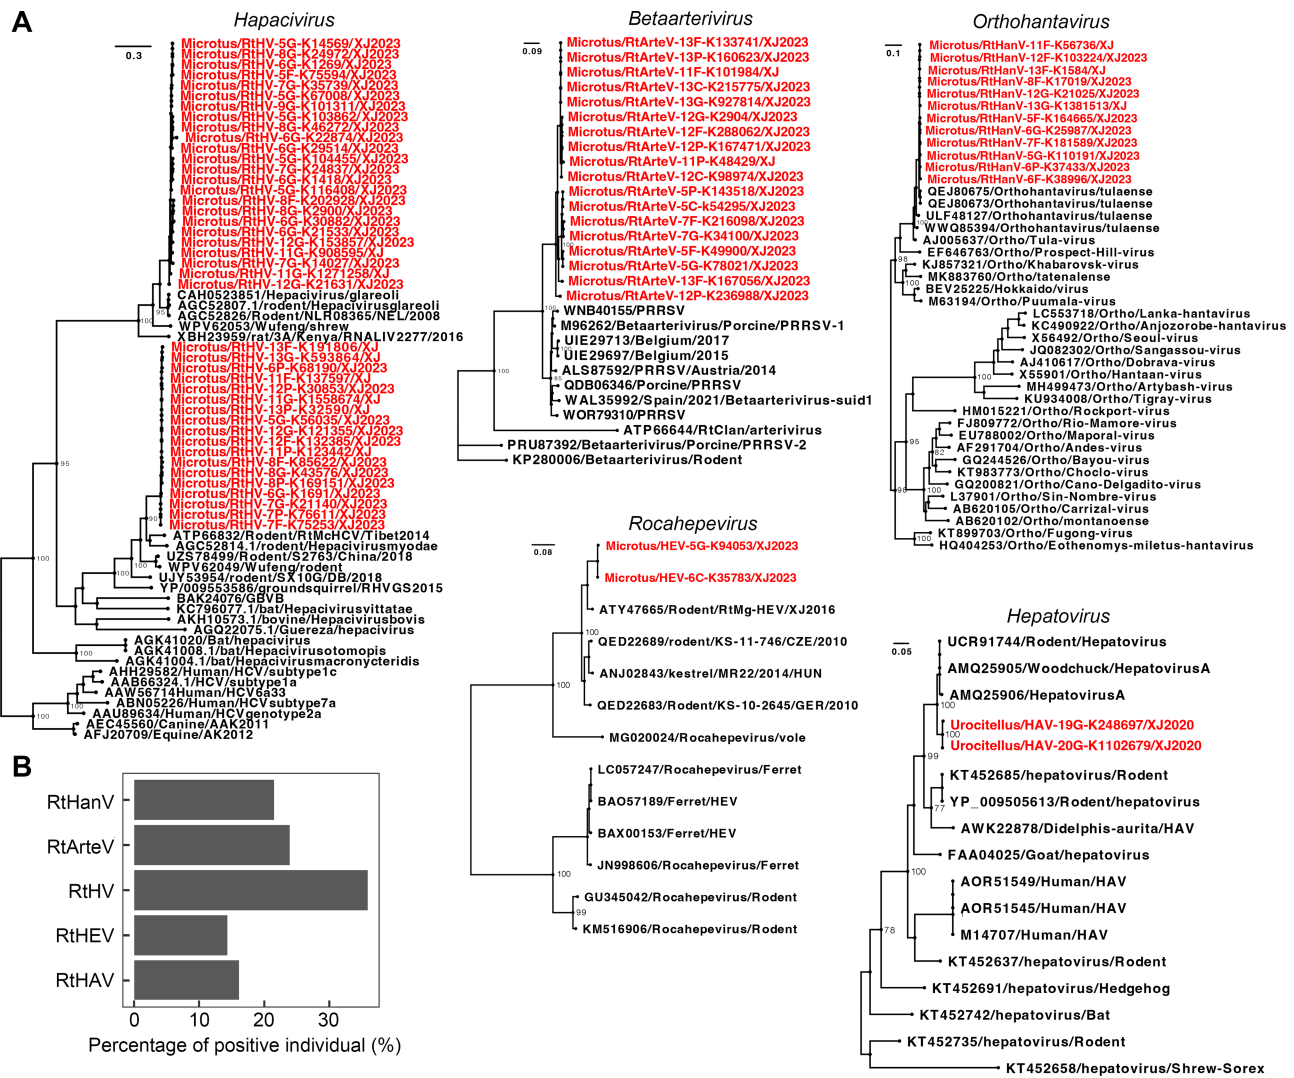 A
Hapacivirus
0.3
Microtus/RtHV-5G-K14569/XJ2023
Microtus/RtHV-8G-K24972/XJ2023
Microtus/RtHV-6G-K1269/XJ2023
Microtus/RtHV-5F-K75594/XJ2023
Microtus/RtHV-7G-K35739/XJ2023
Microtus/RtHV-5G-K67008/XJ2023
Microtus/RtHV-9G-K101311/XJ2023
Microtus/RtHV-5G-K103862/XJ2023
Microtus/RtHV-8G-K46272/XJ2023
Microtus/RtHV-6G-K22874/XJ2023
Microtus/RtHV-6G-K29514/XJ2023
Microtus/RtHV-5G-K104455/XJ2023
Microtus/RtHV-7G-K24837/XJ2023
Microtus/RtHV-6G-K1418/XJ2023
Microtus/RtHV-5G-K116408/XJ2023
Microtus/RtHV-8F-K202928/XJ2023
Microtus/RtHV-8G-K2900/XJ2023
Microtus/RtHV-8G-K30882/XJ2023
Microtus/RtHV-6G-K21533/XJ2023
Microtus/RtHV-12G-K153857/XJ2023
Microtus/RtHV-11G-K908595/XJ
Microtus/RtHV-7G-K14027/XJ2023
Microtus/RtHV-11G-K1271258/XJ
Microtus/RtHV-12G-K21631/XJ2023
CAH0523851/Hepacivirus/glareoli
AGC52807.1/rodent/Hepacivirusglareoli
AGC52826/Rodent/NLR08365/NEL/2008
WPV62053/Wufeng/shrew
XBH23959/rat/3A/Kenya/RNALIV2277/2016
Microtus/RtHV-13F-K191806/XJ
Microtus/RtHV-13G-K593864/XJ
Microtus/RtHV-6P-K68190/XJ2023
Microtus/RtHV-11F-K137597/XJ
Microtus/RtHV-12P-K30853/XJ2023
Microtus/RtHV-11G-K1558674/XJ
Microtus/RtHV-13P-K32590/XJ
Microtus/RtHV-5G-K56035/XJ2023
Microtus/RtHV-12G-K121355/XJ2023
Microtus/RtHV-12F-K132385/XJ2023
Microtus/RtHV-11P-K123442/XJ
Microtus/RtHV-8F-K85622/XJ2023
Microtus/RtHV-8G-K43576/XJ2023
Microtus/RtHV-8P-K169151/XJ2023
Microtus/RtHV-6G-K1691/XJ2023
Microtus/RtHV-7G-K21140/XJ2023
Microtus/RtHV-7P-K76611/XJ2023
Microtus/RtHV-7F-K75253/XJ2023
ATP66832/Rodent/RtMcHCV/Tibet2014
AGC52814.1/rodent/Hepacivirusmyodae
UZS78499/Rodent/S2763/China/2018
WPV62049/Wufeng/rodent
UJY53954/rodent/SX10G/DB/2018
YP/009553586/groundsquirrel/RHVGS2015
BAK24076/GBVB
KC796077.1/bat/Hepacivirusvittatae
AKH10573.1/bovine/Hepacivirusbovis
AGQ22075.1/Guereza/hepacivirus
AGK41020/Bat/hepacivirus
AGK41008.1/bat/Hepacivirusotomopis
AGK41004.1/bat/Hepacivirusmacronycteridis
AHH29582/Human/HCV/subtype1c
AAB66324.1/HCV/subtype1a
AAW56714Human/HCV6a33
ABN05226/Human/HCVsubtype7a
AAU89634/Human/HCVgenotype2a
AEC45560/Canine/AAK2011
AFJ20709/Equine/AK2012
95
100
95
90
100
100
100
100
100
100
100
Betaarterivirus
0.09
Microtus/RtArteV-13F-K133741/XJ2023
Microtus/RtArteV-13P-K160623/XJ2023
Microtus/RtArteV-11F-K101984/XJ
Microtus/RtArteV-13C-K215775/XJ2023
Microtus/RtArteV-13G-K927814/XJ2023
Microtus/RtArteV-12G-K2904/XJ2023
Microtus/RtArteV-12F-K288062/XJ2023
Microtus/RtArteV-12P-K167471/XJ2023
Microtus/RtArteV-11P-K48429/XJ
Microtus/RtArteV-12C-K98974/XJ2023
Microtus/RtArteV-5P-K143518/XJ2023
Microtus/RtArteV-5C-k54295/XJ2023
Microtus/RtArteV-7F-K216098/XJ2023
Microtus/RtArteV-7G-K34100/XJ2023
Microtus/RtArteV-5F-K49900/XJ2023
Microtus/RtArteV-5G-K78021/XJ2023
Microtus/RtArteV-13F-K167056/XJ2023
Microtus/RtArteV-12P-K236988/XJ2023
WNB40155/PRRSV
M96262/Betaarterivirus/Porcine/PRRSV-1
UIE29713/Belgium/2017
UIE29697/Belgium/2015
ALS87592/PRRSV/Austria/2014
QDB06346/Porcine/PRRSV
WAL35992/Spain/2021/Betaarterivirus-suid1
WOR79310/PRRSV
ATP66644/RtClan/arterivirus
PRU87392/Betaarterivirus/Porcine/PRRSV-2
KP280006/Betaarterivirus/Rodent
100
100
100
100
85
Orthohantavirus
0.1
Microtus/RtHanV-11F-K56736/XJ
Microtus/RtHanV-12F-K103224/XJ2023
Microtus/RtHanV-13F-K1584/XJ
Microtus/RtHanV-8F-K17019/XJ2023
Microtus/RtHanV-12G-K21025/XJ2023
Microtus/RtHanV-13G-K1381513/XJ
Microtus/RtHanV-5F-K164665/XJ2023
Microtus/RtHanV-6G-K25987/XJ2023
Microtus/RtHanV-7F-K181589/XJ2023
Microtus/RtHanV-5G-K110191/XJ2023
Microtus/RtHanV-6P-K37433/XJ2023
Microtus/RtHanV-6F-K38996/XJ2023
QEJ80675/Orthohantavirus/tulaense
QEJ80673/Orthohantavirus/tulaense
ULF48127/Orthohantavirus/tulaense
WWQ85394/Orthohantavirus/tulaense
AJ005637/Ortho/Tula-virus
EF646763/Ortho/Prospect-Hill-virus
KJ857321/Ortho/Khabarovsk-virus
MK883760/Ortho/tatenalense
BEV25225/Hokkaido/virus
M63194/Ortho/Puumala-virus
LC553718/Ortho/Lanka-hantavirus
KC490922/Ortho/Anjozorobe-hantavirus
X56492/Ortho/Seoul-virus
JQ082302/Ortho/Sangassou-virus
AJ410617/Ortho/Dobrava-virus
X55901/Ortho/Hantaan-virus
MH499473/Ortho/Artybash-virus
KU934008/Ortho/Tigray-virus
HM015221/Ortho/Rockport-virus
FJ809772/Ortho/Rio-Mamore-virus
EU788002/Ortho/Maporal-virus
AF291704/Ortho/Andes-virus
GQ244526/Ortho/Bayou-virus
KT983773/Ortho/Choclo-virus
GQ200821/Ortho/Cano-Delgadito-virus
L37901/Ortho/Sin-Nombre-virus
AB620105/Ortho/Carrizal-virus
AB620102/Ortho/montanoense
KT899703/Ortho/Fugong-virus
HQ404253/Ortho/Eothenomys-miletus-hantavirus
100
98
100
100
95
82
98
100
100
Rocahepevirus
0.08
Microtus/HEV-5G-K94053/XJ2023
Microtus/HEV-6C-K35783/XJ2023
ATY47665/Rodent/RtMg-HEV/XJ2016
QED22689/rodent/KS-11-746/CZE/2010
ANJ02843/kestrel/MR22/2014/HUN
QED22683/Rodent/KS-10-2645/GER/2010
MG020024/Rocahepevirus/vole
LC057247/Rocahepevirus/Ferret
BAO57189/Ferret/HEV
BAX00153/Ferret/HEV
JN998606/Rocahepevirus/Ferret
GU345042/Rocahepevirus/Rodent
KM516906/Rocahepevirus/Rodent
100
100
100
99
Hepatovirus
0.05
UCR91744/Rodent/Hepatovirus
AMQ25905/Woodchuck/HepatovirusA
AMQ25906/HepatovirusA
Urocitellus/HAV-19G-K248697/XJ2020
Urocitellus/HAV-20G-K1102679/XJ2020
KT452685/hepatovirus/Rodent
YP_009505613/Rodent/hepatovirus
AWK22878/Didelphis-aurita/HAV
FAA04025/Goat/hepatovirus
AOR51549/Human/HAV
AOR51545/Human/HAV
M14707/Human/HAV
KT452637/hepatovirus/Rodent
KT452691/hepatovirus/Hedgehog
KT452742/hepatovirus/Bat
KT452735/hepatovirus/Rodent
KT452658/hepatovirus/Shrew-Sorex
100
100
99
77
100
78
B
RtHanV
RtArteV
RtHV
RtHEV
RtHAV
0 10 20 30
Percentage of positive individual (%)